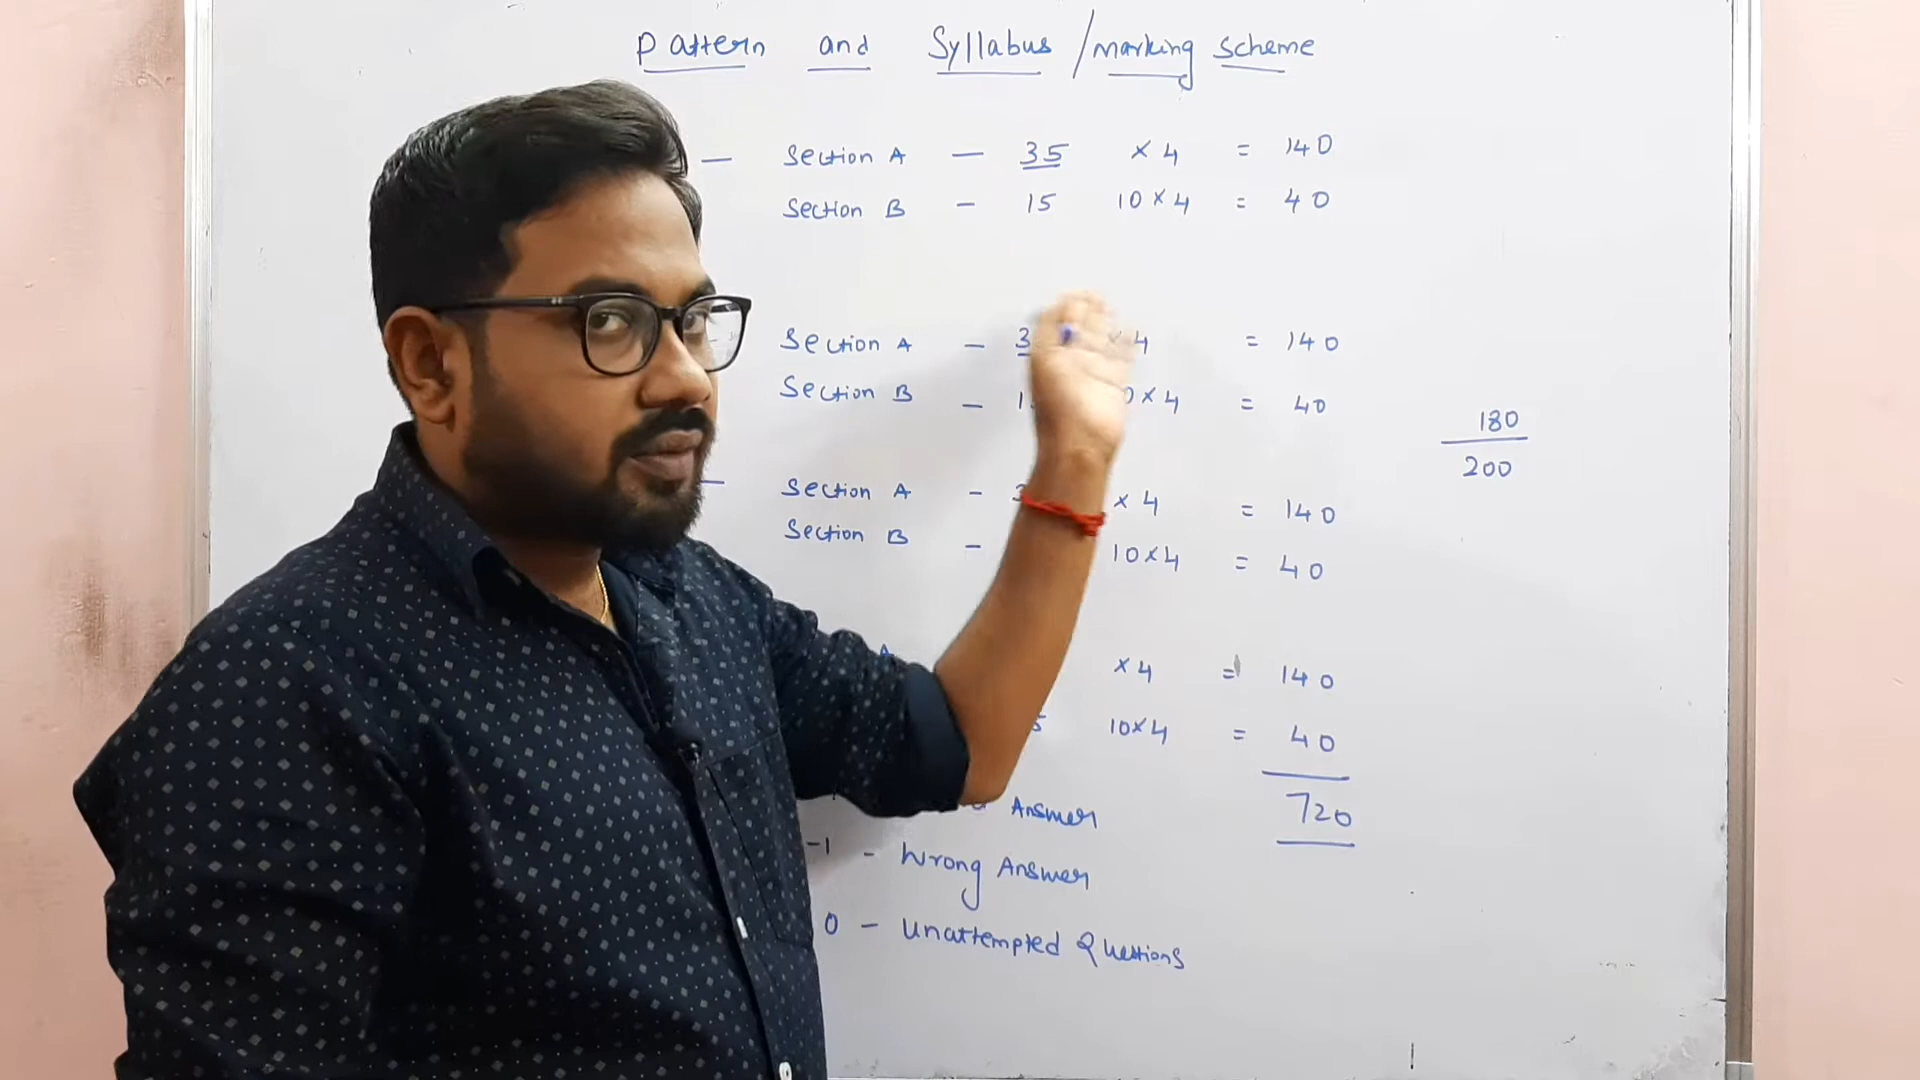 Pattern and Syllabus / marking scheme
— Section A — 35 × 4 = 140
Section B – 15 10 × 4 = 40
Section A – 3 × 4 = 140
Section B – 1 0 × 4 = 40
180
200
— Section A – 3 × 4 = 140
Section B – 10 × 4 = 40
A × 4 = 140
5 10 × 4 = 40
720
Answer
-1 - Wrong Answer
0 - Unattempted Questions